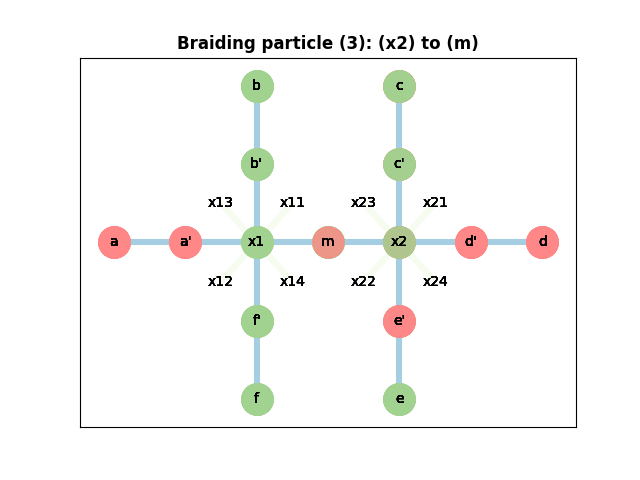 Braiding particle (3): (x2) to (m)
b c
b' c'
x13 x11 x23 x21
a a' x1 m x2 d' d
x12 x14 x22 x24
f' e'
f e